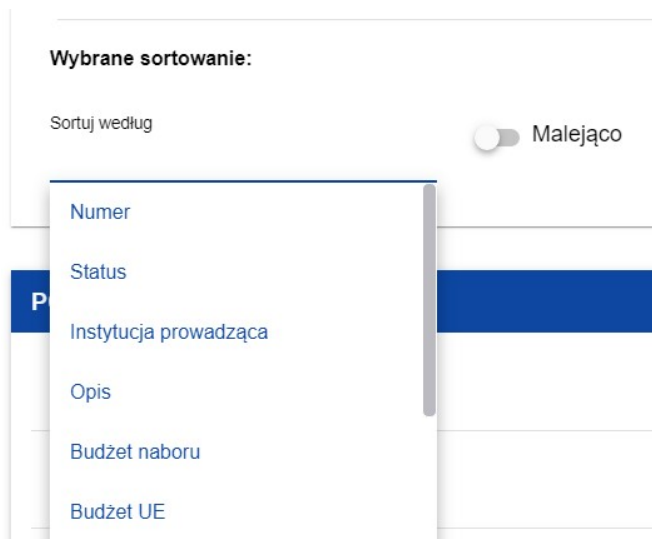 Wybrane sortowanie:
Sortuj według
Malejąco
Numer
Status
Instytucja prowadząca
Opis
Budżet naboru
Budżet UE